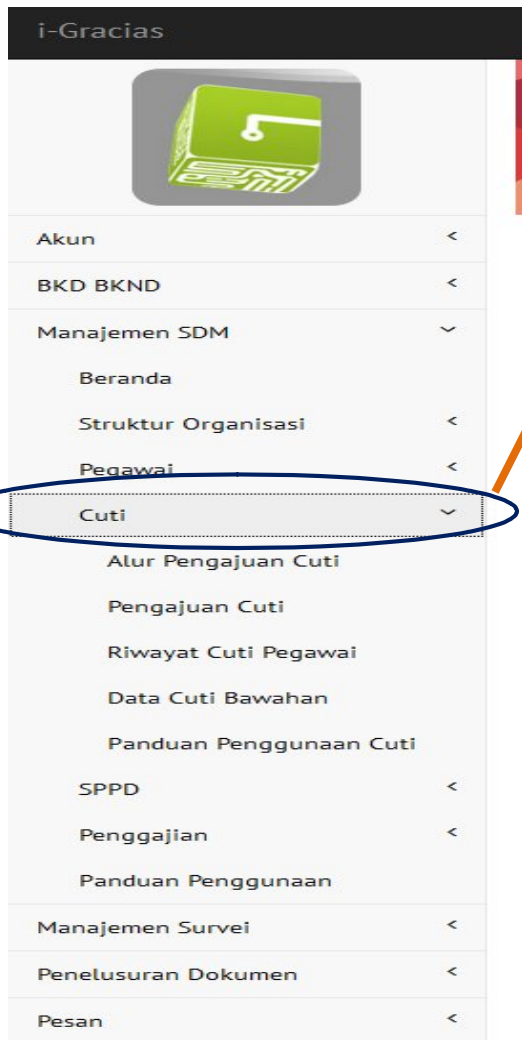 i-Gracias
Akun
BKD BKND
Manajemen SDM
Beranda
Struktur Organisasi
Pegawai
Cuti
Alur Pengajuan Cuti
Pengajuan Cuti
Riwayat Cuti Pegawai
Data Cuti Bawahan
Panduan Penggunaan Cuti
SPPD
Penggajian
Panduan Penggunaan
Manajemen Survei
Penelusuran Dokumen
Pesan